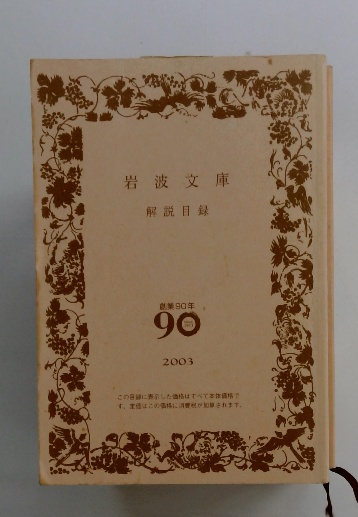 岩波文庫
解説目録
創業90年
90
2003
この目録に表示した価格はすべて本体価格で
す。定価はこの価格に消費税が加算されます。